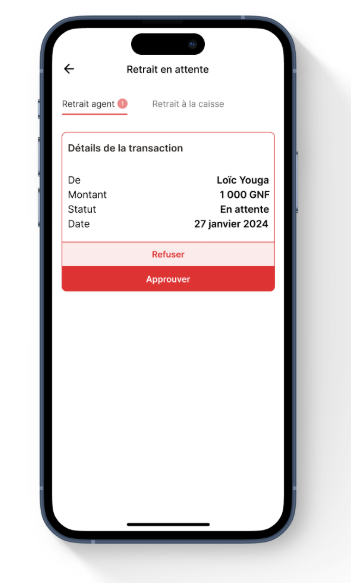 Retrait en attente
Retrait agent 1 Retrait à la caisse
Détails de la transaction
De Loïc Youga
Montant 1 000 GNF
Statut En attente
Date 27 janvier 2024
Refuser
Approuver